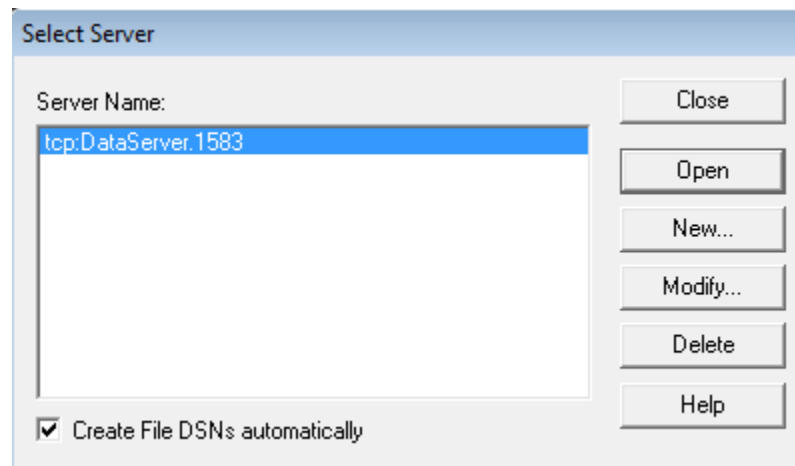 Select Server
Server Name:
tcp:DataServer.1583
Close
Open
New...
Modify...
Delete
Help
Create File DSNs automatically